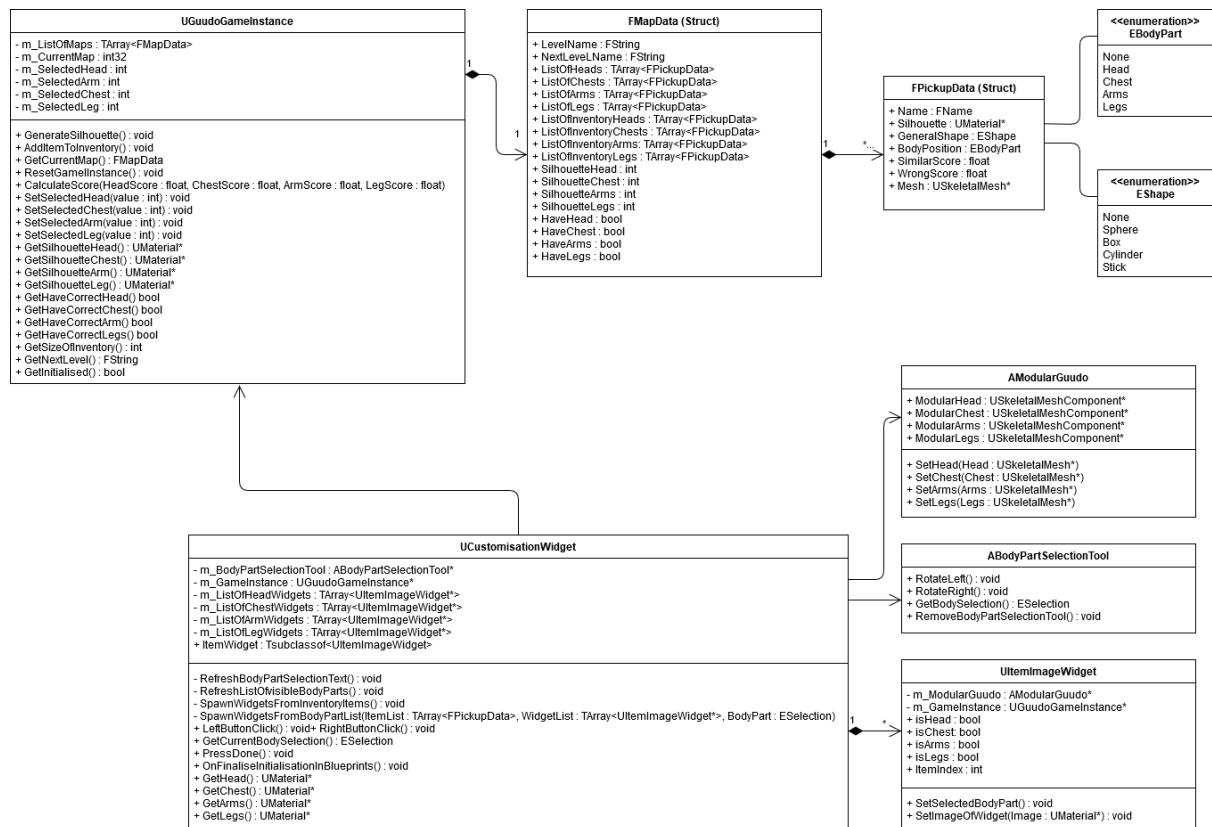 UGuudoGameInstance
- m_ListOfMaps : TArray<FMapData>
- m_CurrentMap : int32
- m_SelectedHead : int
- m_SelectedArm : int
- m_SelectedChest : int
- m_SelectedLeg : int
+ GenerateSilhouette() : void
+ AddItemToInventory() : void
+ GetCurrentMap() : FMapData
+ ResetGameInstance() : void
+ CalculateScore(HeadScore : float, ChestScore : float, ArmScore : float, LegScore : float)
+ SetSelectedHead(value : int) : void
+ SetSelectedChest(value : int) : void
+ SetSelectedArm(value : int) : void
+ SetSelectedLeg(value : int) : void
+ GetSilhouetteHead() : UMaterial*
+ GetSilhouetteChest() : UMaterial*
+ GetSilhouetteArm() : UMaterial*
+ GetSilhouetteLeg() : UMaterial*
+ GetHaveCorrectHead() bool
+ GetHaveCorrectChest() bool
+ GetHaveCorrectArm() bool
+ GetHaveCorrectLegs() bool
+ GetSizeOfInventory() : int
+ GetNextLevel() : FString
+ GetInitialised() : bool
1
1
FMapData (Struct)
+ LevelName : FString
+ NextLeveLName : FString
+ ListOfHeads : TArray<FPickupData>
+ ListOfChests : TArray<FPickupData>
+ ListOfArms : TArray<FPickupData>
+ ListOfLegs : TArray<FPickupData>
+ ListOfInventoryHeads : TArray<FPickupData>
+ ListOfInventoryChests : TArray<FPickupData>
+ ListOfInventoryArms: TArray<FPickupData>
+ ListOfInventoryLegs : TArray<FPickupData>
+ SilhouetteHead : int
+ SilhouetteChest : int
+ SilhouetteArms : int
+ SilhouetteLegs : int
+ HaveHead : bool
+ HaveChest : bool
+ HaveArms : bool
+ HaveLegs : bool
1
*...
FPickupData (Struct)
+ Name : FName
+ Silhouette : UMaterial*
+ GeneralShape : EShape
+ BodyPosition : EBodyPart
+ SimilarScore : float
+ WrongScore : float
+ Mesh : USkeletalMesh*
<<enumeration>>
EBodyPart
None
Head
Chest
Arms
Legs
<<enumeration>>
EShape
None
Sphere
Box
Cylinder
Stick
AModularGuudo
+ ModularHead : USkeletalMeshComponent*
+ ModularChest : USkeletalMeshComponent*
+ ModularArms : USkeletalMeshComponent*
+ ModularLegs : USkeletalMeshComponent*
+ SetHead(Head : USkeletalMesh*)
+ SetChest(Chest : USkeletalMesh*)
+ SetArms(Arms : USkeletalMesh*)
+ SetLegs(Legs : USkeletalMesh*)
UCustomisationWidget
- m_BodyPartSelectionTool : ABodyPartSelectionTool*
- m_GameInstance : UGuudoGameInstance*
- m_ListOfHeadWidgets : TArray<UItemImageWidget*>
- m_ListOfChestWidgets : TArray<UItemImageWidget*>
- m_ListOfArmWidgets : TArray<UItemImageWidget*>
- m_ListOfLegWidgets : TArray<UItemImageWidget*>
+ ItemWidget : Tsubclassof<UItemImageWidget>
- RefreshBodyPartSelectionText() : void
- RefreshListOfvisibleBodyParts() : void
- SpawnWidgetsFromInventoryItems() : void
- SpawnWidgetsFromBodyPartList(ItemList : TArray<FPickupData>, WidgetList : TArray<UItemImageWidget*>, BodyPart : ESelection)
+ LeftButtonClick() : void+ RightButtonClick() : void
+ GetCurrentBodySelection() : ESelection
+ PressDone() : void
+ OnFinaliseInitialisationInBlueprints() : void
+ GetHead() : UMaterial*
+ GetChest() : UMaterial*
+ GetArms() : UMaterial*
+ GetLegs() : UMaterial*
ABodyPartSelectionTool
+ RotateLeft() : void
+ RotateRight() : void
+ GetBodySelection() : ESelection
+ RemoveBodyPartSelectionTool() : void
1
*
UItemImageWidget
- m_ModularGuudo : AModularGuudo*
- m_GameInstance : UGuudoGameInstance*
+ isHead : bool
+ isChest: bool
+ isArms : bool
+ isLegs : bool
+ ItemIndex : int
+ SetSelectedBodyPart() : void
+ SetImageOfWidget(Image : UMaterial*) : void